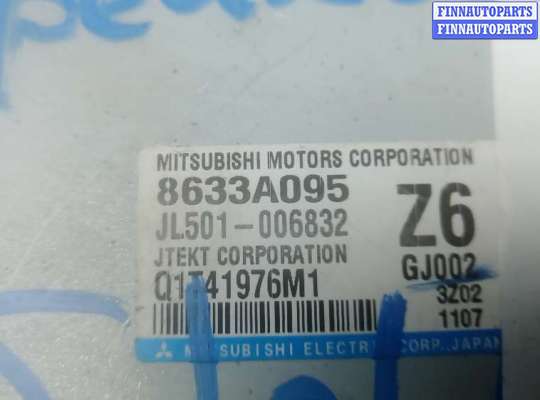 FINNAUTOPARTS
FINNAUTOPARTS
MITSUBISHI MOTORS CORPORATION
8633A095
JL501-006832
JTEKT CORPORATION
Q1T41976M1
Z6
GJ002
3Z02
1107
MITSUBISHI ELECTRIC CORP., JAPAN